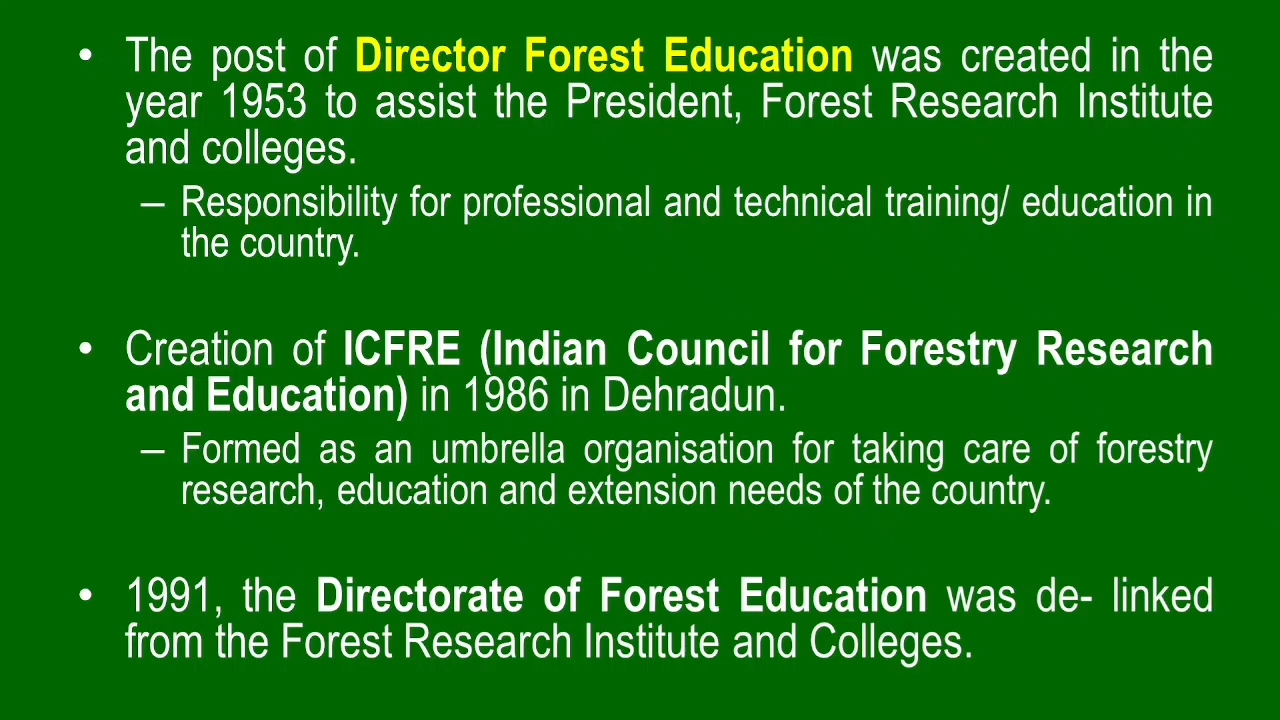 • The post of Director Forest Education was created in the
year 1953 to assist the President, Forest Research Institute
and colleges.
– Responsibility for professional and technical training/ education in
the country.
• Creation of ICFRE (Indian Council for Forestry Research
and Education) in 1986 in Dehradun.
– Formed as an umbrella organisation for taking care of forestry
research, education and extension needs of the country.
• 1991, the Directorate of Forest Education was de- linked
from the Forest Research Institute and Colleges.